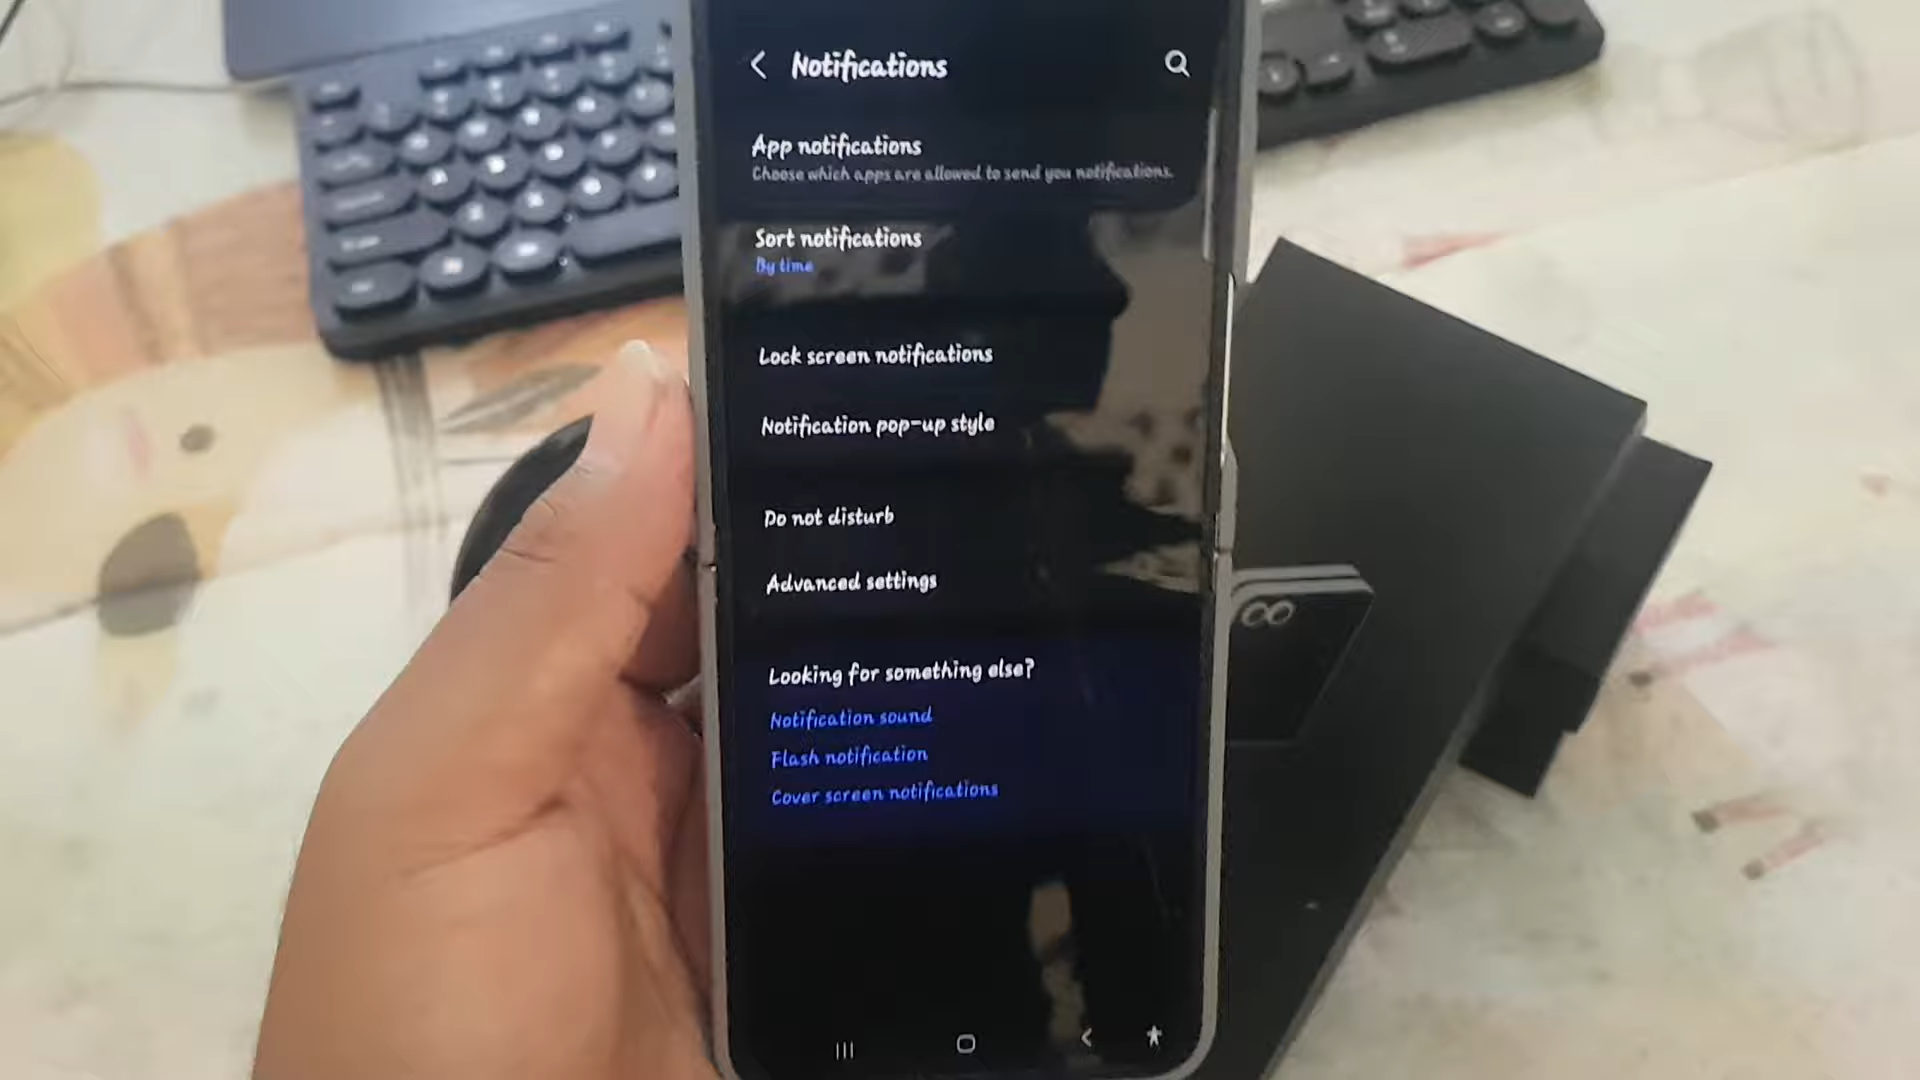 Notifications
App notifications
Choose which apps are allowed to send you notifications.
Sort notifications
By time
Lock screen notifications
Notification pop-up style
Do not disturb
Advanced settings
Looking for something else?
Notification sound
Flash notification
Cover screen notifications